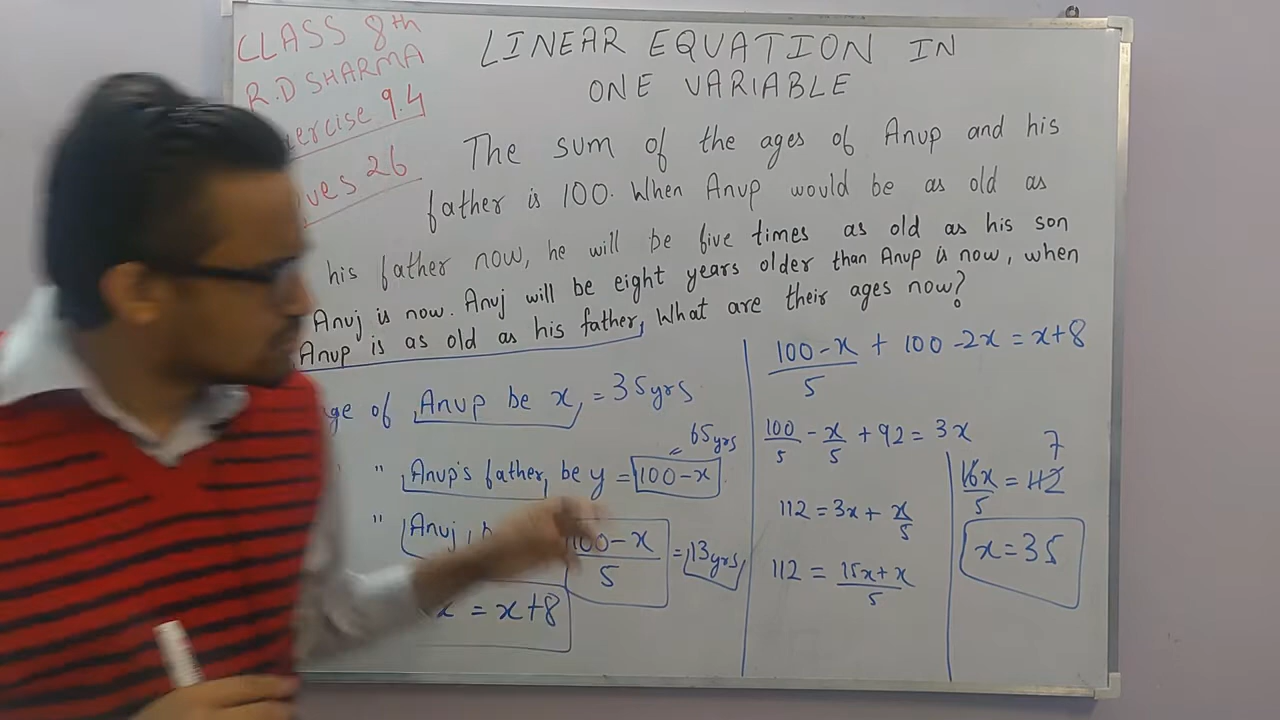 CLASS 8th
R.D SHARMA
9.4
26
LINEAR EQUATION IN
ONE VARIABLE
The sum of the ages of Anup and his
father is 100. When Anup would be as old as
his father now, he will be five times as old as his son
Anuj is now. Anuj will be eight years older than Anup is now, when
Anup is as old as his father, What are their ages now?
of Anup be x, = 35yrs
" Anup's father, be y = 100-x = 65yrs
" Anuj, 100-x/5 = 13yrs
x = x+8
100-x/5 + 100-2x = x+8
100/5 - x/5 + 92 = 3x
112 = 3x + x/5
112 = 15x+x/5
16x/5 = 112 7
x = 35